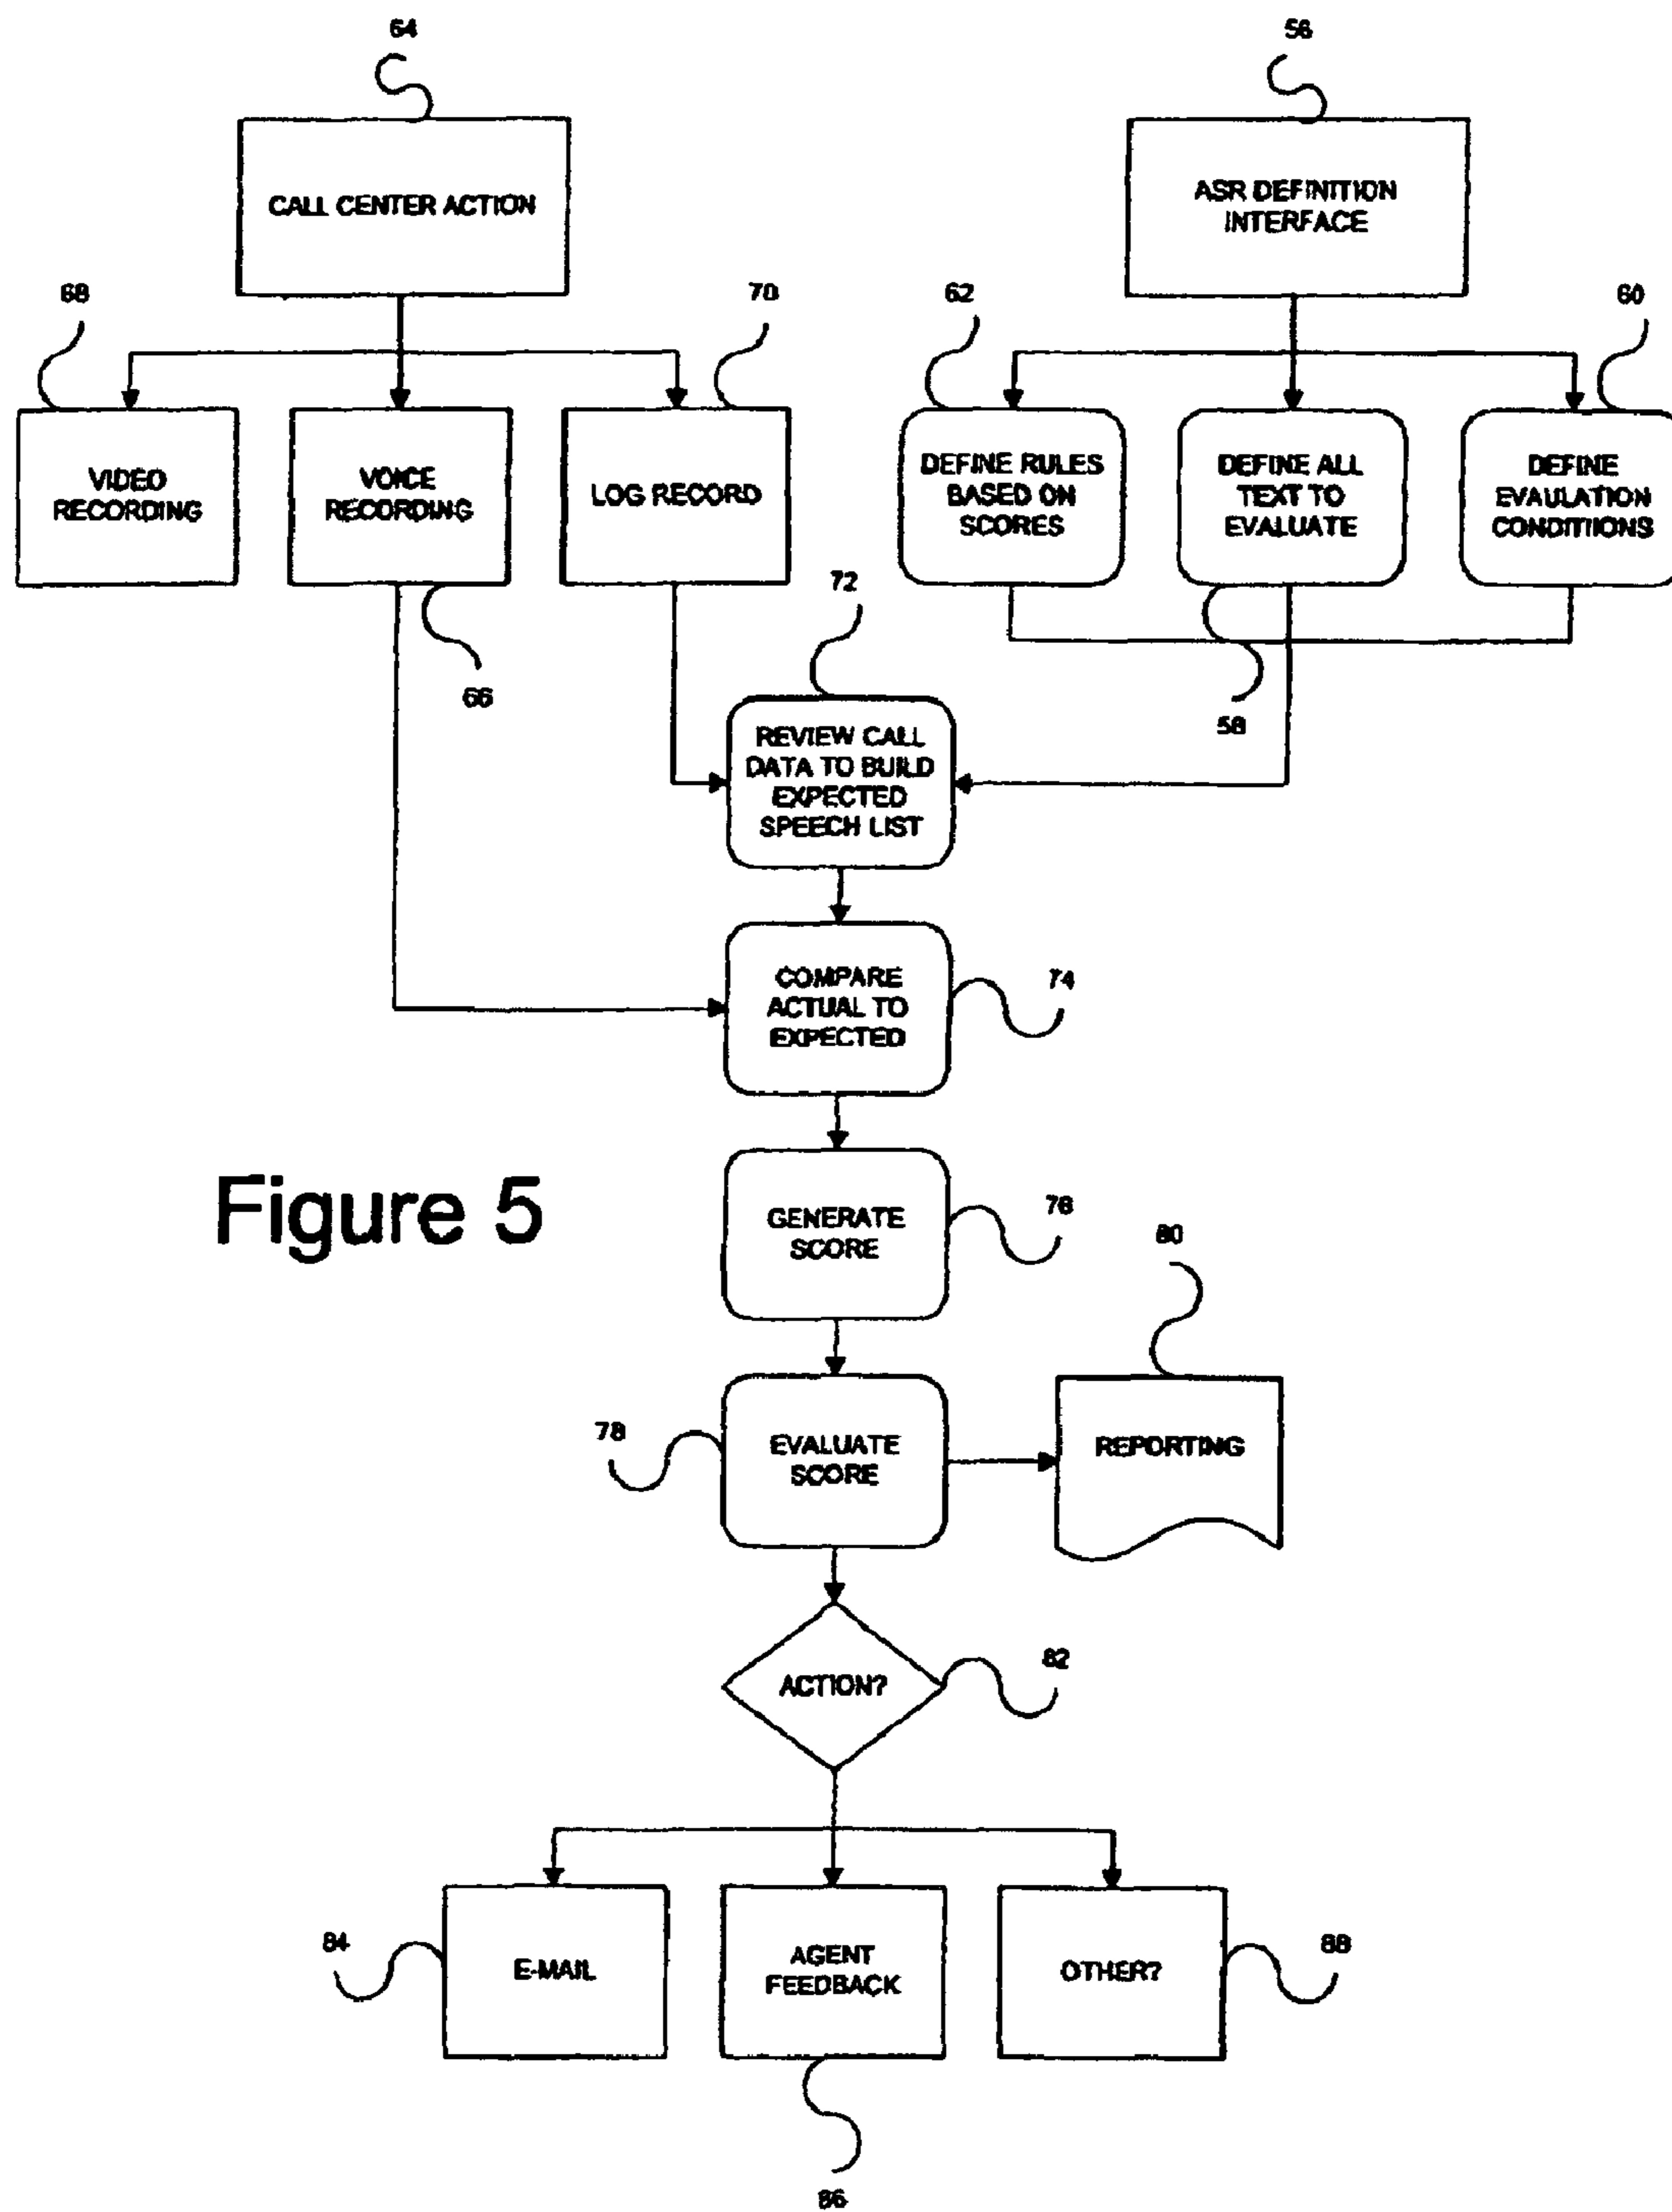 64
56
CALL CENTER ACTION
ASR DEFINITION
INTERFACE
68
70
62
60
VIDEO
RECORDING
VOICE
RECORDING
LOG RECORD
DEFINE RULES
BASED ON
SCORES
DEFINE ALL
TEXT TO
EVALUATE
DEFINE
EVAULATION
CONDITIONS
72
66
58
REVIEW CALL
DATA TO BUILD
EXPECTED
SPEECH LIST
COMPARE
ACTUAL TO
EXPECTED
74
Figure 5
GENERATE
SCORE
76
80
78
EVALUATE
SCORE
REPORTING
ACTION?
82
84
E-MAIL
AGENT
FEEDBACK
OTHER?
88
86